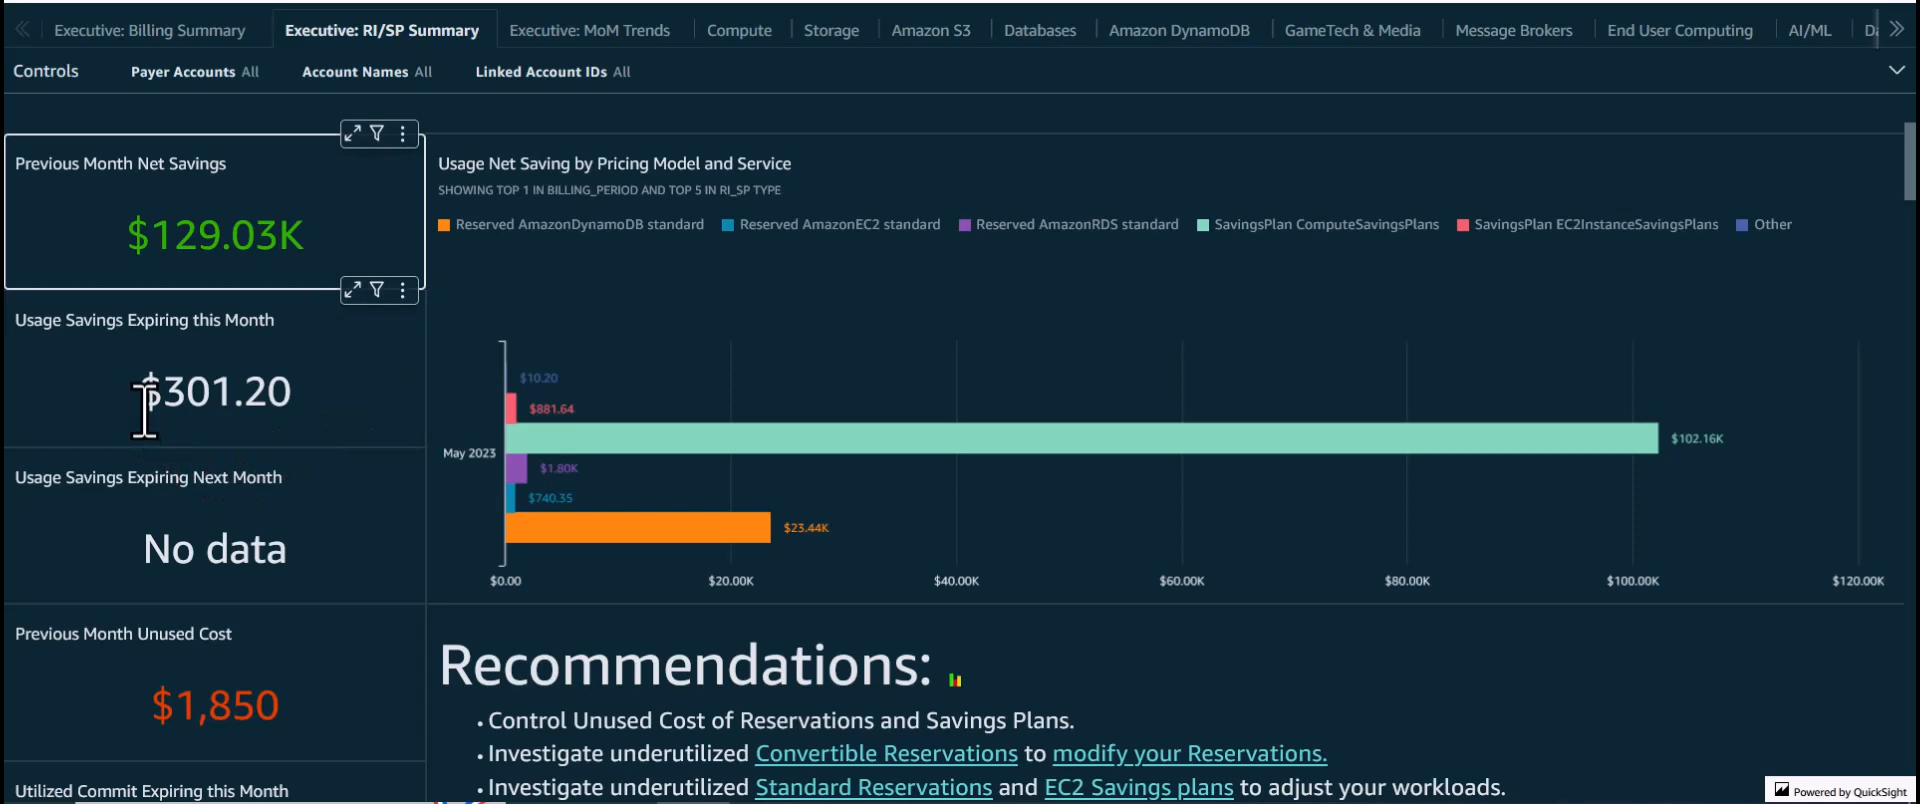 Executive: Billing Summary
Executive: RI/SP Summary
Executive: MoM Trends
Compute
Storage
Amazon S3
Databases
Amazon DynamoDB
GameTech & Media
Message Brokers
End User Computing
AI/ML
Controls
Payer Accounts All
Account Names All
Linked Account IDs All
Previous Month Net Savings
$129.03K
Usage Savings Expiring this Month
$301.20
Usage Savings Expiring Next Month
No data
Previous Month Unused Cost
$1,850
Utilized Commit Expiring this Month
Usage Net Saving by Pricing Model and Service
SHOWING TOP 1 IN BILLING_PERIOD AND TOP 5 IN RI_SP TYPE
Reserved AmazonDynamoDB standard
Reserved AmazonEC2 standard
Reserved AmazonRDS standard
SavingsPlan ComputeSavingsPlans
SavingsPlan EC2InstanceSavingsPlans
Other
$10.20
$881.64
$102.16K
May 2023
$1.80K
$740.35
$23.44K
$0.00
$20.00K
$40.00K
$60.00K
$80.00K
$100.00K
$120.00K
Recommendations:
• Control Unused Cost of Reservations and Savings Plans.
• Investigate underutilized Convertible Reservations to modify your Reservations.
• Investigate underutilized Standard Reservations and EC2 Savings plans to adjust your workloads.
Powered by QuickSight